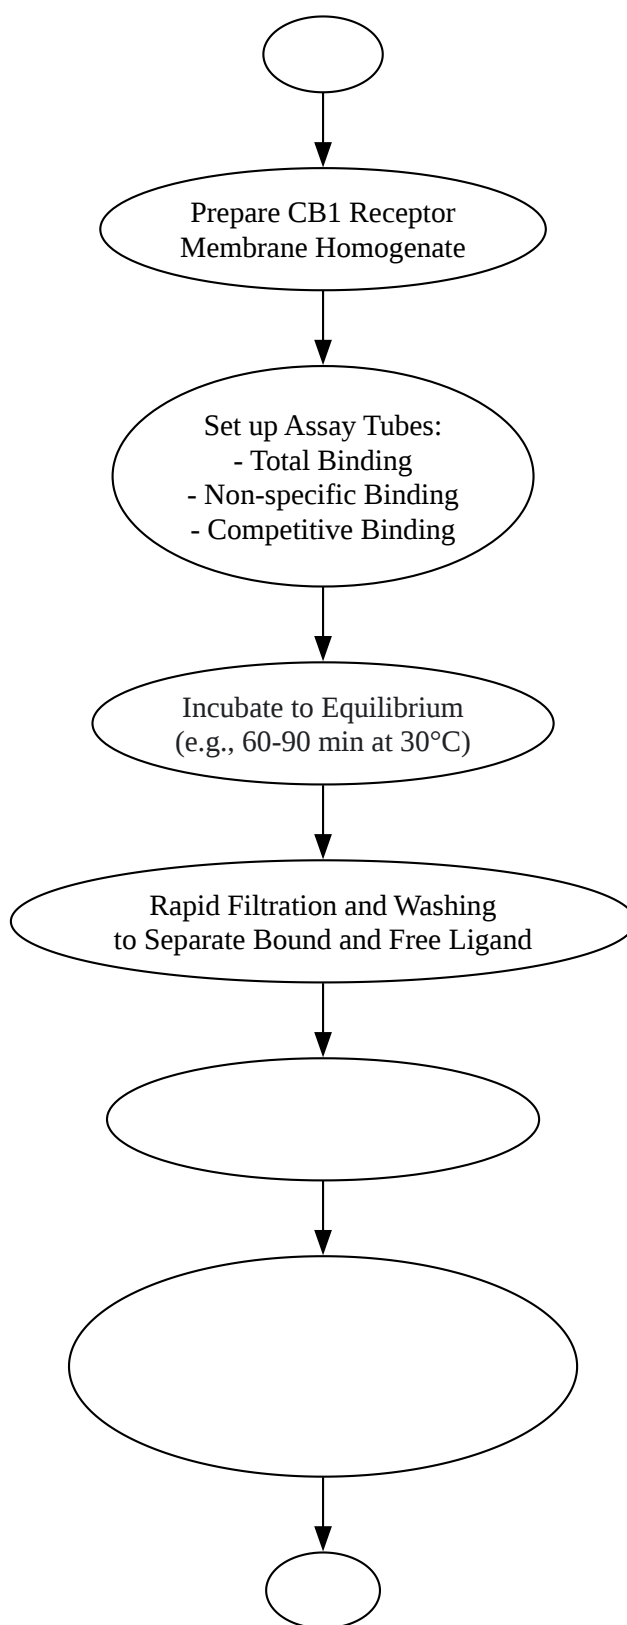 Prepare CB1 Receptor
Membrane Homogenate
Set up Assay Tubes:
- Total Binding
- Non-specific Binding
- Competitive Binding
Incubate to Equilibrium
(e.g., 60-90 min at 30°C)
Rapid Filtration and Washing
to Separate Bound and Free Ligand